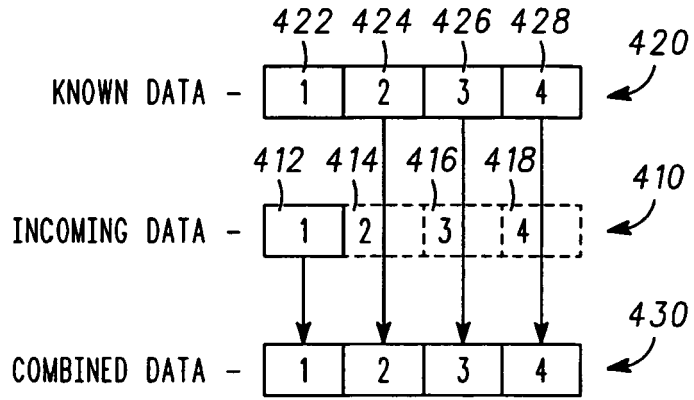 422 424 426 428
420
KNOWN DATA - 1 2 3 4
412 414 416 418
410
INCOMING DATA - 1 2 3 4
430
COMBINED DATA - 1 2 3 4